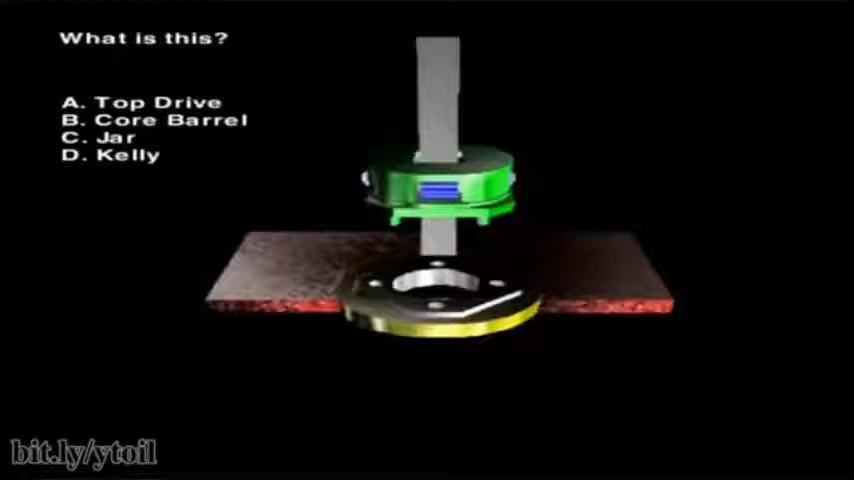 What is this?
A. Top Drive
B. Core Barrel
C. Jar
D. Kelly
bit.ly/ytoil